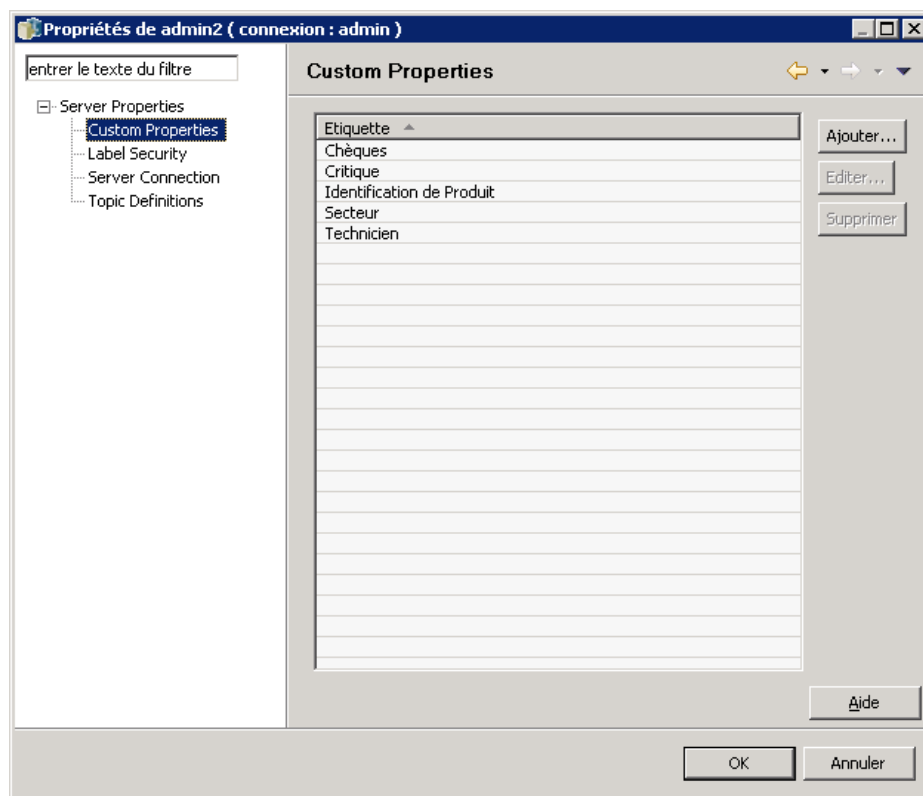 Propriétés de admin2 ( connexion : admin )
entrer le texte du filtre
Server Properties
Custom Properties
Label Security
Server Connection
Topic Definitions
Custom Properties
Etiquette
Chèques
Critique
Identification de Produit
Secteur
Technicien
Ajouter...
Editer...
Supprimer
Aide
OK
Annuler